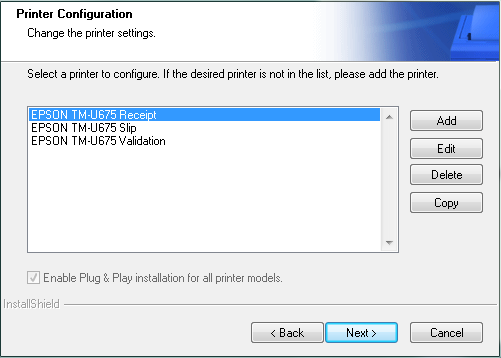 Printer Configuration
Change the printer settings.
Select a printer to configure. If the desired printer is not in the list, please add the printer.
EPSON TM-U675 Receipt
EPSON TM-U675 Slip
EPSON TM-U675 Validation
Add
Edit
Delete
Copy
Enable Plug & Play installation for all printer models.
InstallShield
< Back
Next >
Cancel